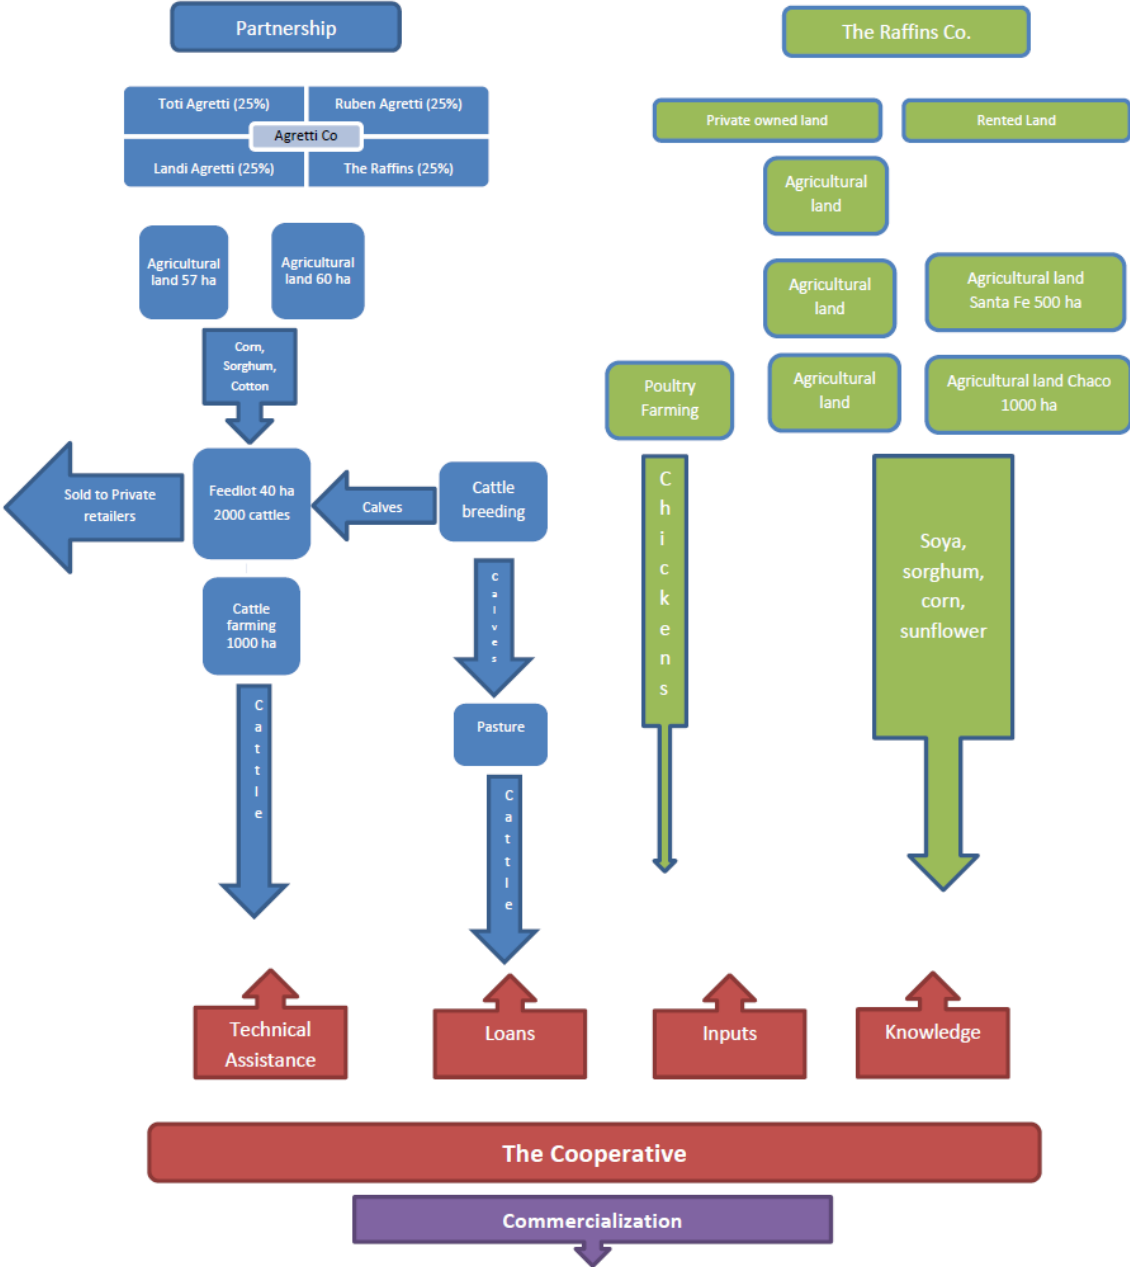 Partnership
The Raffins Co.
Toti Agretti (25%)
Ruben Agretti (25%)
Agretti Co
Landi Agretti (25%)
The Raffins (25%)
Private owned land
Rented Land
Agricultural
land
Agricultural
land 57 ha
Agricultural
land 60 ha
Agricultural
land
Agricultural land
Santa Fe 500 ha
Corn,
Sorghum,
Cotton
Poultry
Farming
Agricultural
land
Agricultural land Chaco
1000 ha
Sold to Private
retailers
Feedlot 40 ha
2000 cattles
Calves
Cattle
breeding
Chickens
Soya,
sorghum,
corn,
sunflower
Cattle
farming
1000 ha
Calves
Cattle
Pasture
Cattle
Technical
Assistance
Loans
Inputs
Knowledge
The Cooperative
Commercialization